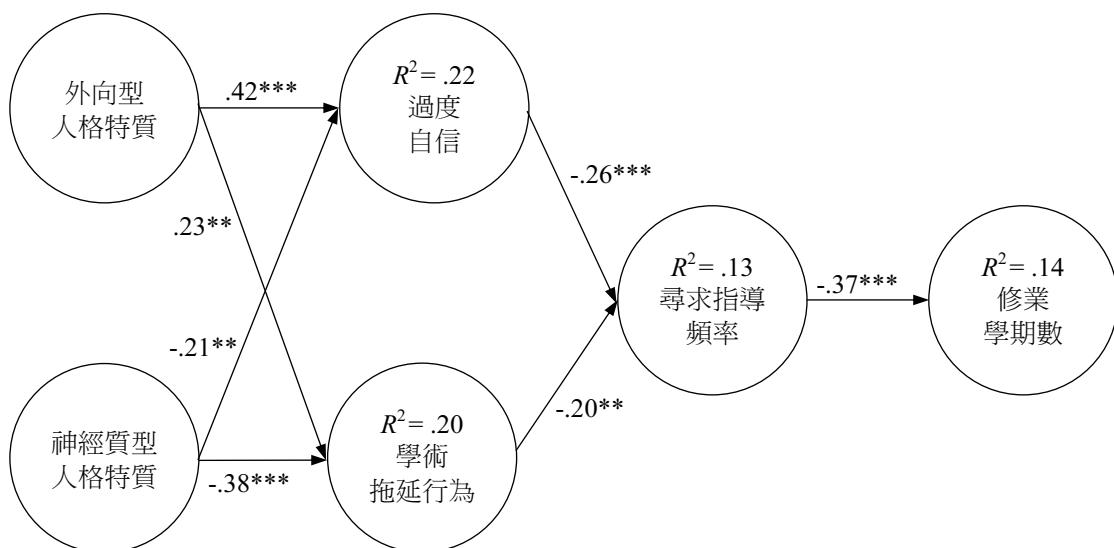 外向型
人格特質
.42***
R² = .22
過度
自信
-.26***
.23**
R² = .13
尋求指導
頻率
-.37***
R² = .14
修業
學期數
-.21**
神經質型
人格特質
-.38***
R² = .20
學術
拖延行為
-.20**